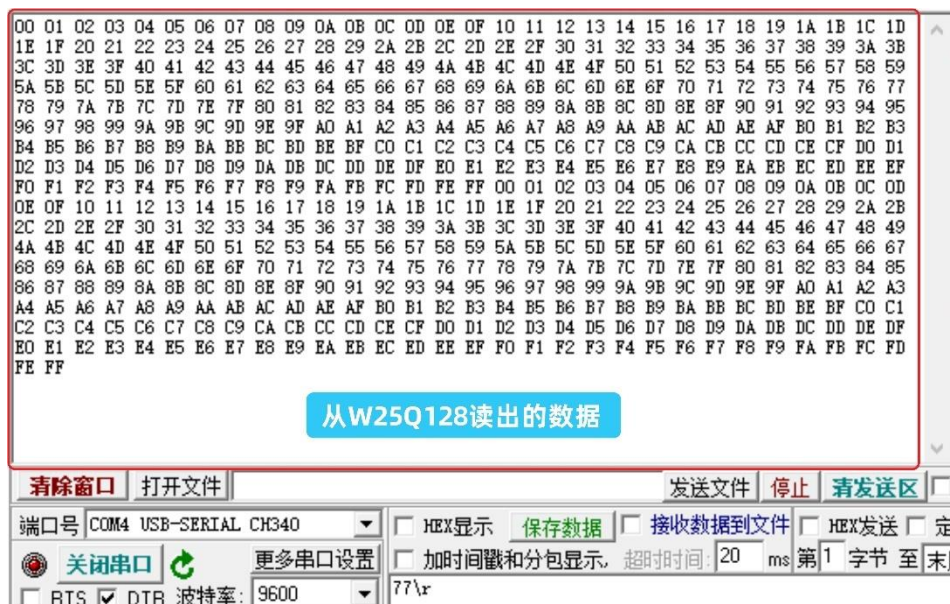 00 01 02 03 04 05 06 07 08 09 0A 0B 0C 0D 0E 0F 10 11 12 13 14 15 16 17 18 19 1A 1B 1C 1D
1E 1F 20 21 22 23 24 25 26 27 28 29 2A 2B 2C 2D 2E 2F 30 31 32 33 34 35 36 37 38 39 3A 3B
3C 3D 3E 3F 40 41 42 43 44 45 46 47 48 49 4A 4B 4C 4D 4E 4F 50 51 52 53 54 55 56 57 58 59
5A 5B 5C 5D 5E 5F 60 61 62 63 64 65 66 67 68 69 6A 6B 6C 6D 6E 6F 70 71 72 73 74 75 76 77
78 79 7A 7B 7C 7D 7E 7F 80 81 82 83 84 85 86 87 88 89 8A 8B 8C 8D 8E 8F 90 91 92 93 94 95
96 97 98 99 9A 9B 9C 9D 9E 9F A0 A1 A2 A3 A4 A5 A6 A7 A8 A9 AA AB AC AD AE AF B0 B1 B2 B3
B4 B5 B6 B7 B8 B9 BA BB BC BD BE BF C0 C1 C2 C3 C4 C5 C6 C7 C8 C9 CA CB CC CD CE CF D0 D1
D2 D3 D4 D5 D6 D7 D8 D9 DA DB DC DD DE DF E0 E1 E2 E3 E4 E5 E6 E7 E8 E9 EA EB EC ED EE EF
F0 F1 F2 F3 F4 F5 F6 F7 F8 F9 FA FB FC FD FE FF 00 01 02 03 04 05 06 07 08 09 0A 0B 0C 0D
0E 0F 10 11 12 13 14 15 16 17 18 19 1A 1B 1C 1D 1E 1F 20 21 22 23 24 25 26 27 28 29 2A 2B
2C 2D 2E 2F 30 31 32 33 34 35 36 37 38 39 3A 3B 3C 3D 3E 3F 40 41 42 43 44 45 46 47 48 49
4A 4B 4C 4D 4E 4F 50 51 52 53 54 55 56 57 58 59 5A 5B 5C 5D 5E 5F 60 61 62 63 64 65 66 67
68 69 6A 6B 6C 6D 6E 6F 70 71 72 73 74 75 76 77 78 79 7A 7B 7C 7D 7E 7F 80 81 82 83 84 85
86 87 88 89 8A 8B 8C 8D 8E 8F 90 91 92 93 94 95 96 97 98 99 9A 9B 9C 9D 9E 9F A0 A1 A2 A3
A4 A5 A6 A7 A8 A9 AA AB AC AD AE AF B0 B1 B2 B3 B4 B5 B6 B7 B8 B9 BA BB BC BD BE BF C0 C1
C2 C3 C4 C5 C6 C7 C8 C9 CA CB CC CD CE CF D0 D1 D2 D3 D4 D5 D6 D7 D8 D9 DA DB DC DD DE DF
E0 E1 E2 E3 E4 E5 E6 E7 E8 E9 EA EB EC ED EE EF F0 F1 F2 F3 F4 F5 F6 F7 F8 F9 FA FB FC FD
FE FF
从W25Q128读出的数据
清除窗口 打开文件 发送文件 停止 清发送区
端口号 COM4 USB-SERIAL CH340 HEX显示 保存数据 接收数据到文件 HEX发送 定
关闭串口 更多串口设置 加时间戳和分包显示, 超时时间: 20 ms 第1 字节 至 末
RTS DTR 波特率: 9600 77\r